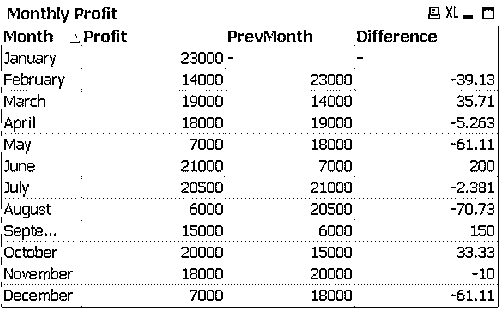 Monthly Profit XL
Month Profit PrevMonth Difference
January 23000 - -
February 14000 23000 -39.13
March 19000 14000 35.71
April 18000 19000 -5.263
May 7000 18000 -61.11
June 21000 7000 200
July 20500 21000 -2.381
August 6000 20500 -70.73
Septe... 15000 6000 150
October 20000 15000 33.33
November 18000 20000 -10
December 7000 18000 -61.11